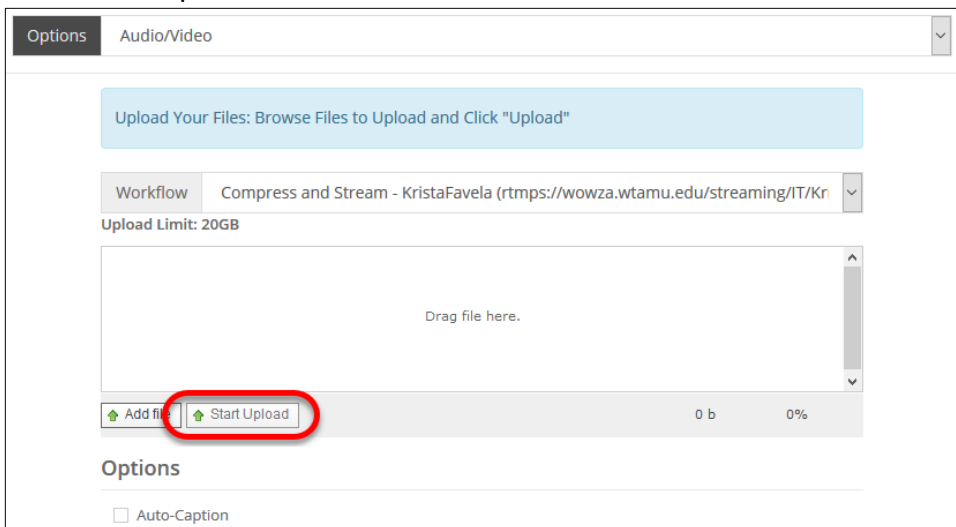 Options Audio/Video
Upload Your Files: Browse Files to Upload and Click "Upload"
Workflow Compress and Stream - KristaFavela (rtmps://wowza.wtamu.edu/streaming/IT/Kri
Upload Limit: 20GB
Drag file here.
Add file Start Upload 0 b 0%
Options
Auto-Caption